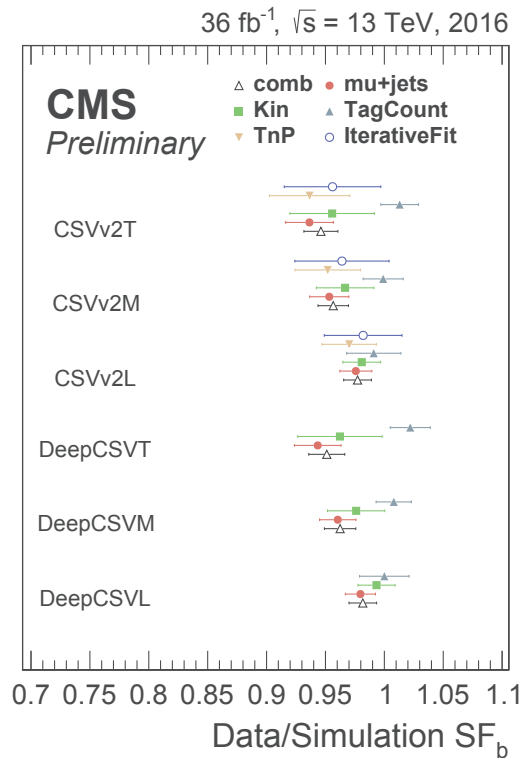 36 fb⁻¹, √s = 13 TeV, 2016
CMS
Preliminary
comb mu+jets
Kin TagCount
TnP IterativeFit
CSVv2T
CSVv2M
CSVv2L
DeepCSVT
DeepCSVM
DeepCSVL
0.7 0.75 0.8 0.85 0.9 0.95 1 1.05 1.1
Data/Simulation SF_b